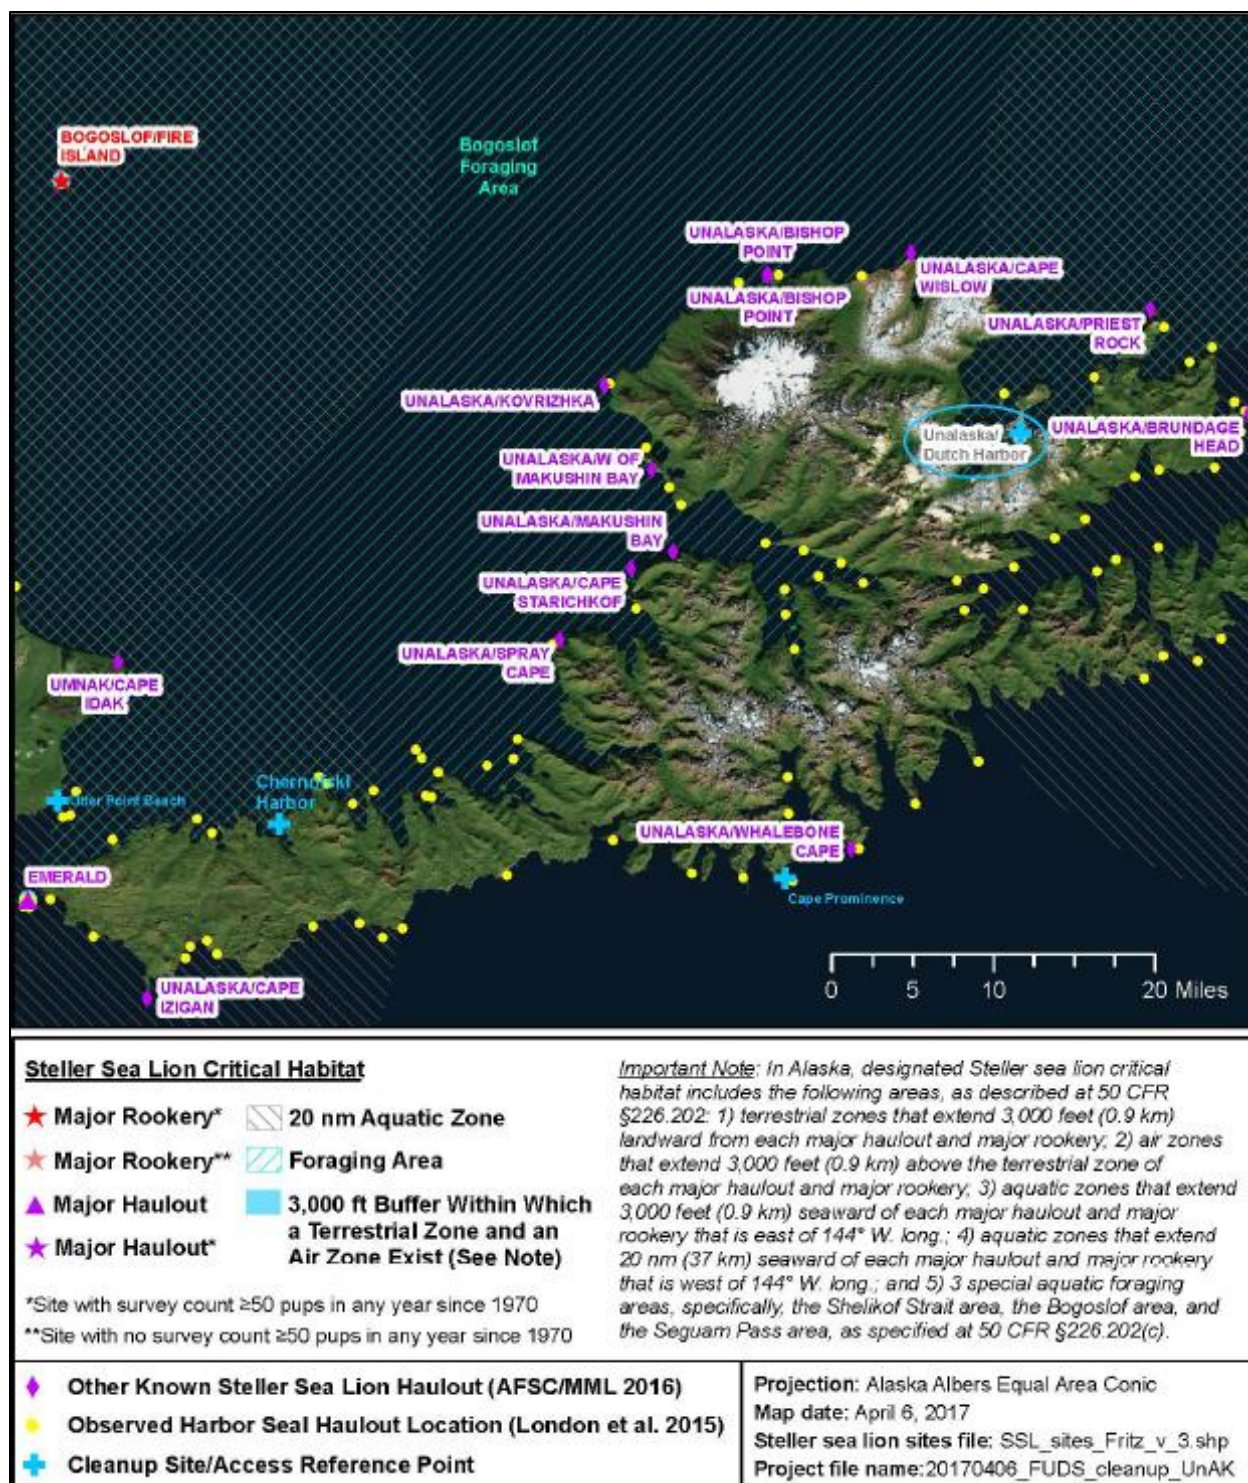 BOGOSLOF/FIRE
ISLAND
Bogoslof
Foraging
Area
UNALASKA/BISHOP
POINT
UNALASKA/BISHOP
POINT
UNALASKA/CAPE
WISLOW
UNALASKA/PRIEST
ROCK
UNALASKA/KOVRIZHKA
Unalaska/
Dutch Harbor
UNALASKA/BRUNDAGE
HEAD
UNALASKA/W OF
MAKUSHIN BAY
UNALASKA/MAKUSHIN
BAY
UNALASKA/CAPE
STARICHKOF
UNALASKA/SPRAY
CAPE
UMNAK/CAPE
IDAK
Chernofski
Harbor
Otter Point Beach
UNALASKA/WHALEBONE
CAPE
EMERALD
Cape Prominence
UNALASKA/CAPE
IZIGAN
0 5 10 20 Miles
Steller Sea Lion Critical Habitat
Major Rookery*
Major Rookery**
Major Haulout
Major Haulout*
20 nm Aquatic Zone
Foraging Area
3,000 ft Buffer Within Which
a Terrestrial Zone and an
Air Zone Exist (See Note)
*Site with survey count ≥50 pups in any year since 1970
**Site with no survey count ≥50 pups in any year since 1970
Important Note: In Alaska, designated Steller sea lion critical
habitat includes the following areas, as described at 50 CFR
§226.202: 1) terrestrial zones that extend 3,000 feet (0.9 km)
landward from each major haulout and major rookery; 2) air zones
that extend 3,000 feet (0.9 km) above the terrestrial zone of
each major haulout and major rookery; 3) aquatic zones that extend
3,000 feet (0.9 km) seaward of each major haulout and major
rookery that is east of 144° W. long.; 4) aquatic zones that extend
20 nm (37 km) seaward of each major haulout and major rookery
that is west of 144° W. long.; and 5) 3 special aquatic foraging
areas, specifically, the Shelikof Strait area, the Bogoslof area, and
the Seguam Pass area, as specified at 50 CFR §226.202(c).
Other Known Steller Sea Lion Haulout (AFSC/MML 2016)
Observed Harbor Seal Haulout Location (London et al. 2015)
Cleanup Site/Access Reference Point
Projection: Alaska Albers Equal Area Conic
Map date: April 6, 2017
Steller sea lion sites file: SSL_sites_Fritz_v_3.shp
Project file name:20170406_FUDS_cleanup_UnAK